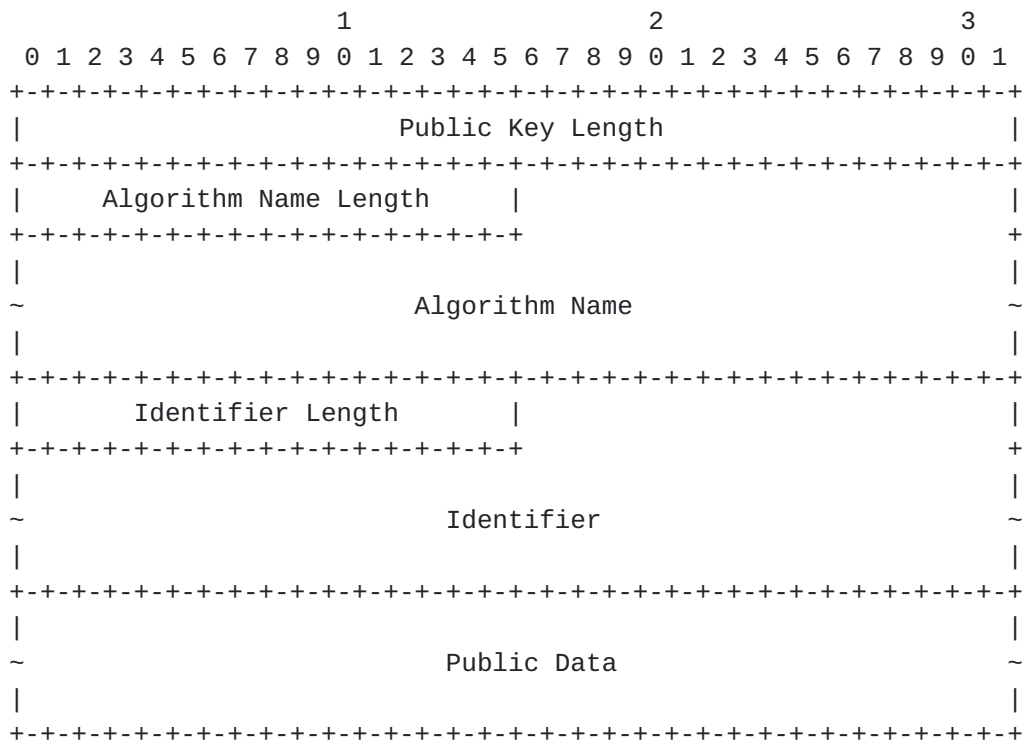 1                   2                   3
 0 1 2 3 4 5 6 7 8 9 0 1 2 3 4 5 6 7 8 9 0 1 2 3 4 5 6 7 8 9 0 1
+-+-+-+-+-+-+-+-+-+-+-+-+-+-+-+-+-+-+-+-+-+-+-+-+-+-+-+-+-+-+-+-+
|                        Public Key Length                      |
+-+-+-+-+-+-+-+-+-+-+-+-+-+-+-+-+-+-+-+-+-+-+-+-+-+-+-+-+-+-+-+-+
|     Algorithm Name Length     |                               |
+-+-+-+-+-+-+-+-+-+-+-+-+-+-+-+-+                               +
|                                                               |
~                         Algorithm Name                        ~
|                                                               |
+-+-+-+-+-+-+-+-+-+-+-+-+-+-+-+-+-+-+-+-+-+-+-+-+-+-+-+-+-+-+-+-+
|       Identifier Length       |                               |
+-+-+-+-+-+-+-+-+-+-+-+-+-+-+-+-+                               +
|                                                               |
~                           Identifier                          ~
|                                                               |
+-+-+-+-+-+-+-+-+-+-+-+-+-+-+-+-+-+-+-+-+-+-+-+-+-+-+-+-+-+-+-+-+
|                                                               |
~                           Public Data                         ~
|                                                               |
+-+-+-+-+-+-+-+-+-+-+-+-+-+-+-+-+-+-+-+-+-+-+-+-+-+-+-+-+-+-+-+-+